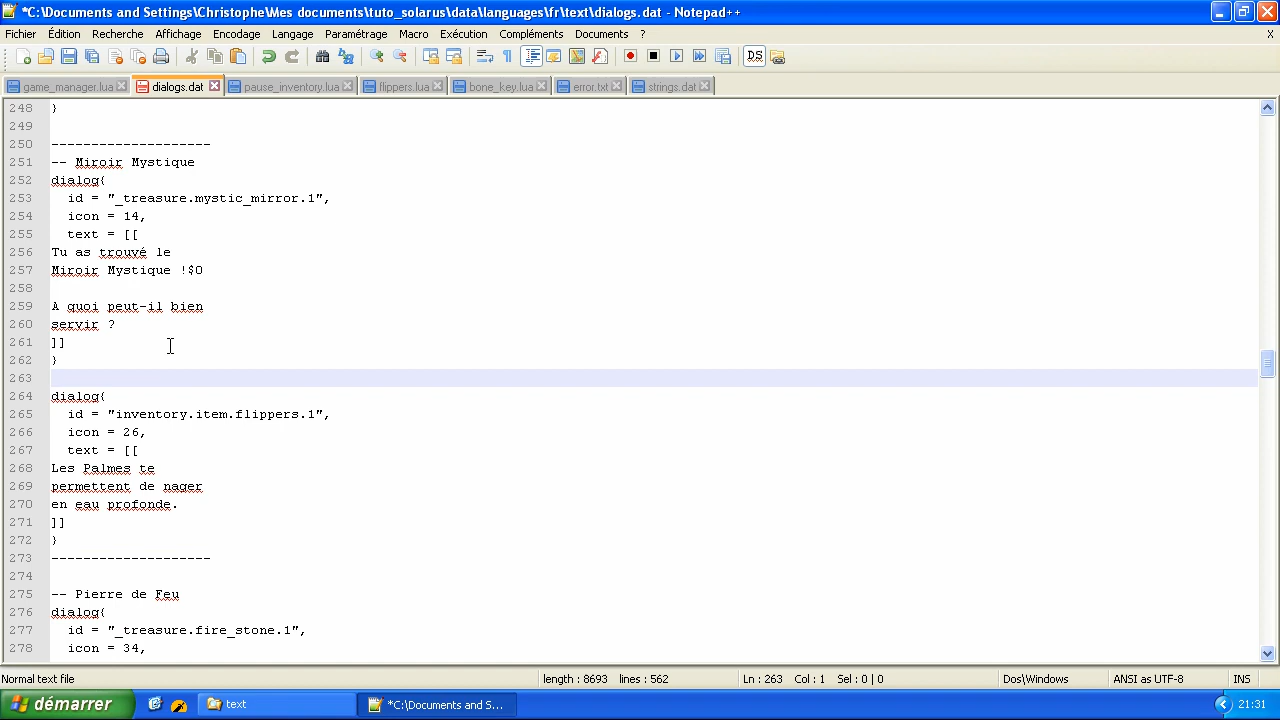 *C:\Documents and Settings\Christophe\Mes documents\tuto_solarus\data\languages\fr\text\dialogs.dat - Notepad++
Fichier Édition Recherche Affichage Encodage Langage Paramétrage Macro Exécution Compléments Documents ? X
game_manager.lua dialogs.dat pause_inventory.lua flippers.lua bone_key.lua error.txt strings.dat
248 }
249
250 --------------------
251 -- Miroir Mystique
252 dialog{
253 id = "_treasure.mystic_mirror.1",
254 icon = 14,
255 text = [[
256 Tu as trouvé le
257 Miroir Mystique !$0
258
259 A quoi peut-il bien
260 servir ?
261 ]]
262 }
263
264 dialog{
265 id = "inventory.item.flippers.1",
266 icon = 26,
267 text = [[
268 Les Palmes te
269 permettent de nager
270 en eau profonde.
271 ]]
272 }
273 --------------------
274
275 -- Pierre de Feu
276 dialog{
277 id = "_treasure.fire_stone.1",
278 icon = 34,
Normal text file length : 8693 lines : 562 Ln : 263 Col : 1 Sel : 0 | 0 Dos\Windows ANSI as UTF-8 INS
démarrer text *C:\Documents and S... 21:31